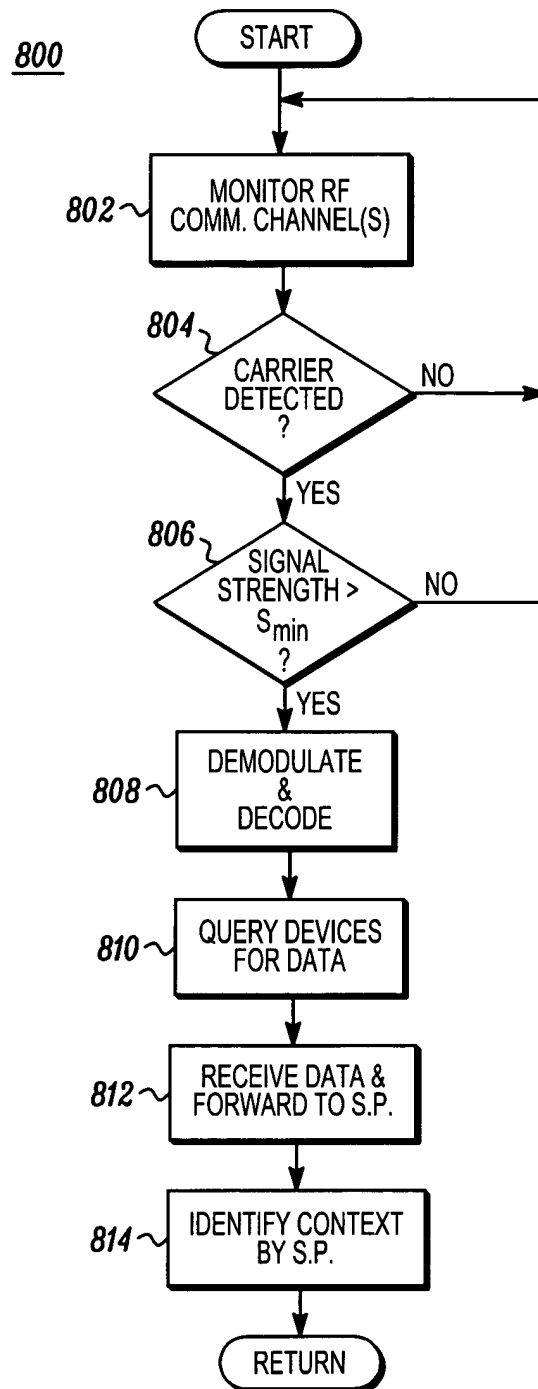 START
800
MONITOR RF
COMM. CHANNEL(S)
802
804
CARRIER
DETECTED
?
NO
YES
806
SIGNAL
STRENGTH >
Smin
?
NO
YES
DEMODULATE
&
DECODE
808
QUERY DEVICES
FOR DATA
810
RECEIVE DATA &
FORWARD TO S.P.
812
IDENTIFY CONTEXT
BY S.P.
814
RETURN